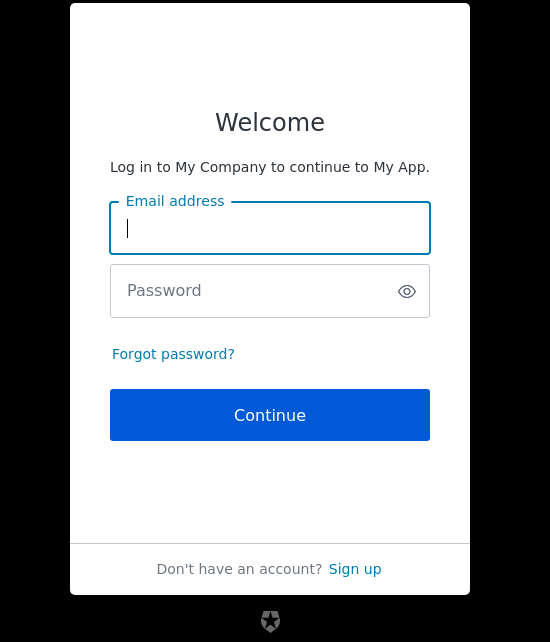 Welcome
Log in to My Company to continue to My App.
Email address
Password
Forgot password?
Continue
Don't have an account? Sign up